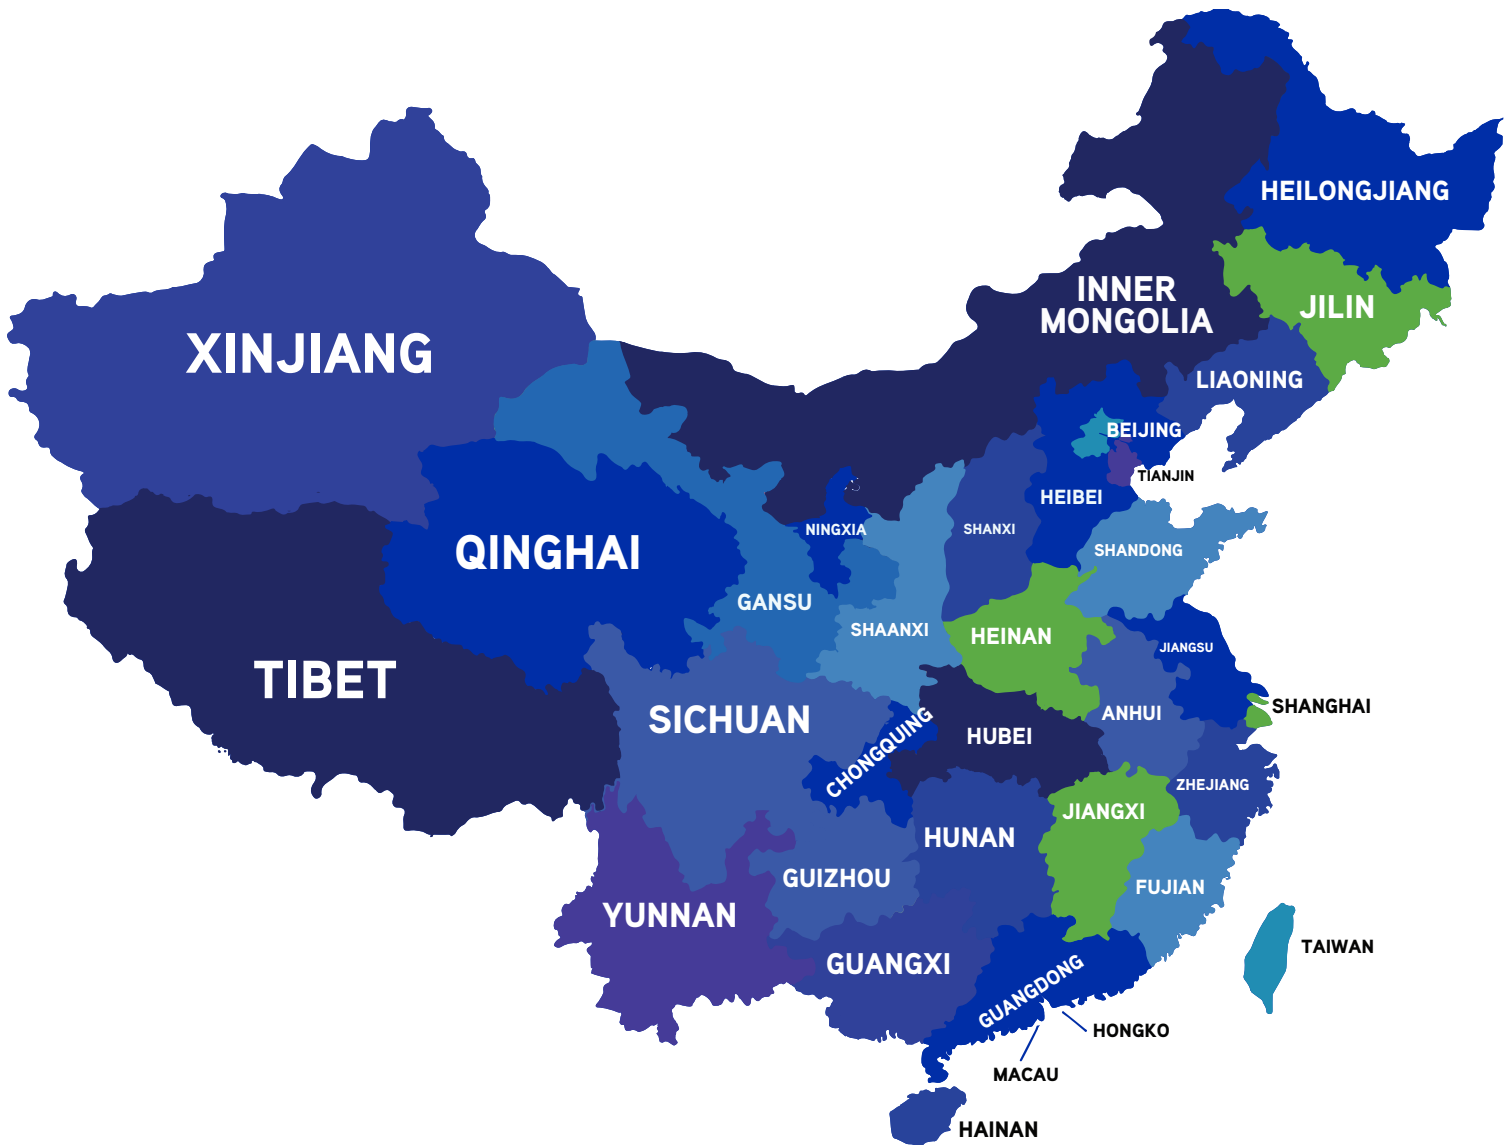 HEILONGJIANG
INNER
MONGOLIA
JILIN
XINJIANG
LIAONING
BEIJING
TIANJIN
HEIBEI
NINGXIA
SHANXI
SHANDONG
QINGHAI
GANSU
SHAANXI
HEINAN
JIANGSU
TIBET
SICHUAN
CHONGQUING
HUBEI
ANHUI
SHANGHAI
ZHEJIANG
JIANGXI
HUNAN
GUIZHOU
FUJIAN
YUNNAN
GUANGXI
GUANGDONG
TAIWAN
HONGKO
MACAU
HAINAN